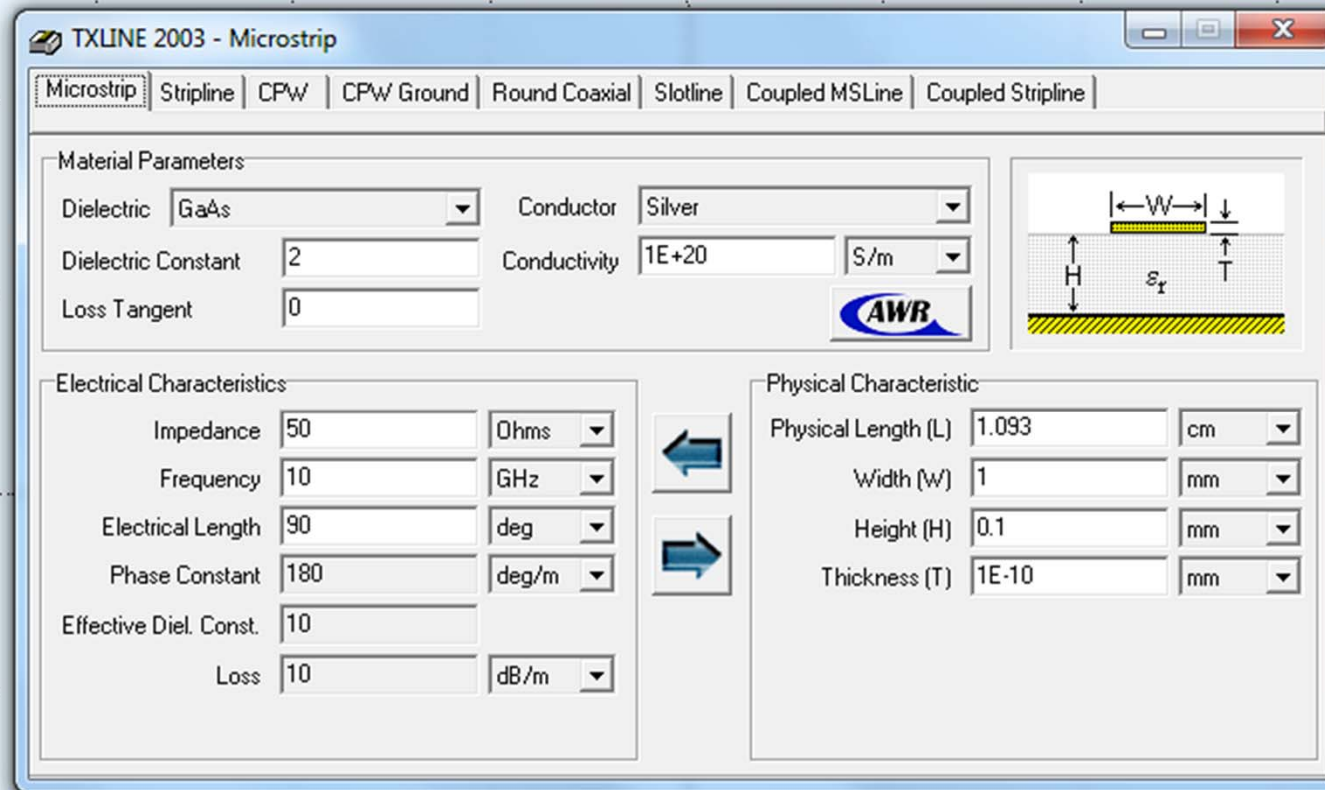 TXLINE 2003 - Microstrip
Microstrip Stripline CPW CPW Ground Round Coaxial Slotline Coupled MSLine Coupled Stripline
Material Parameters
Dielectric GaAs Conductor Silver
Dielectric Constant 2 Conductivity 1E+20 S/m
Loss Tangent 0 AWR
W
H εr T
Electrical Characteristics
Impedance 50 Ohms
Frequency 10 GHz
Electrical Length 90 deg
Phase Constant 180 deg/m
Effective Diel. Const. 10
Loss 10 dB/m
Physical Characteristic
Physical Length (L) 1.093 cm
Width (W) 1 mm
Height (H) 0.1 mm
Thickness (T) 1E-10 mm